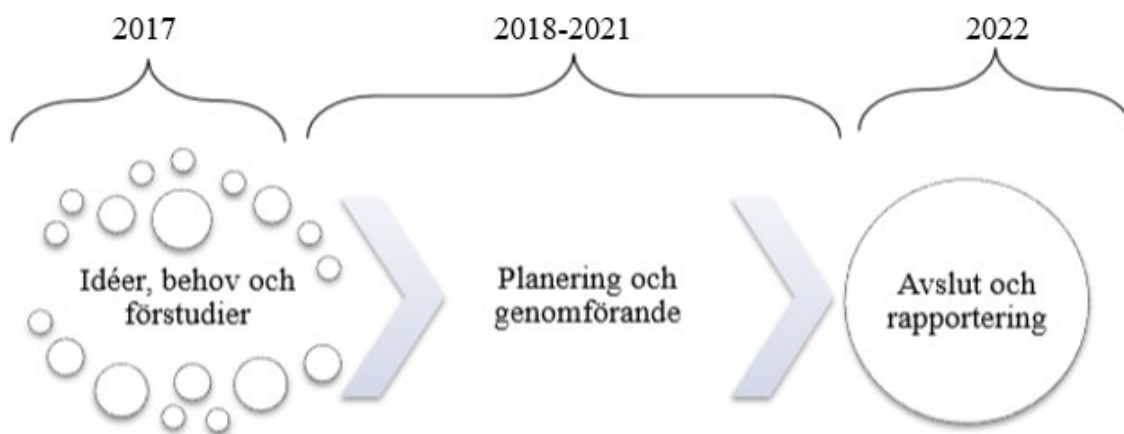 2017
2018-2021
2022
Idéer, behov och
förstudier
Planering och
genomförande
Avslut och
rapportering